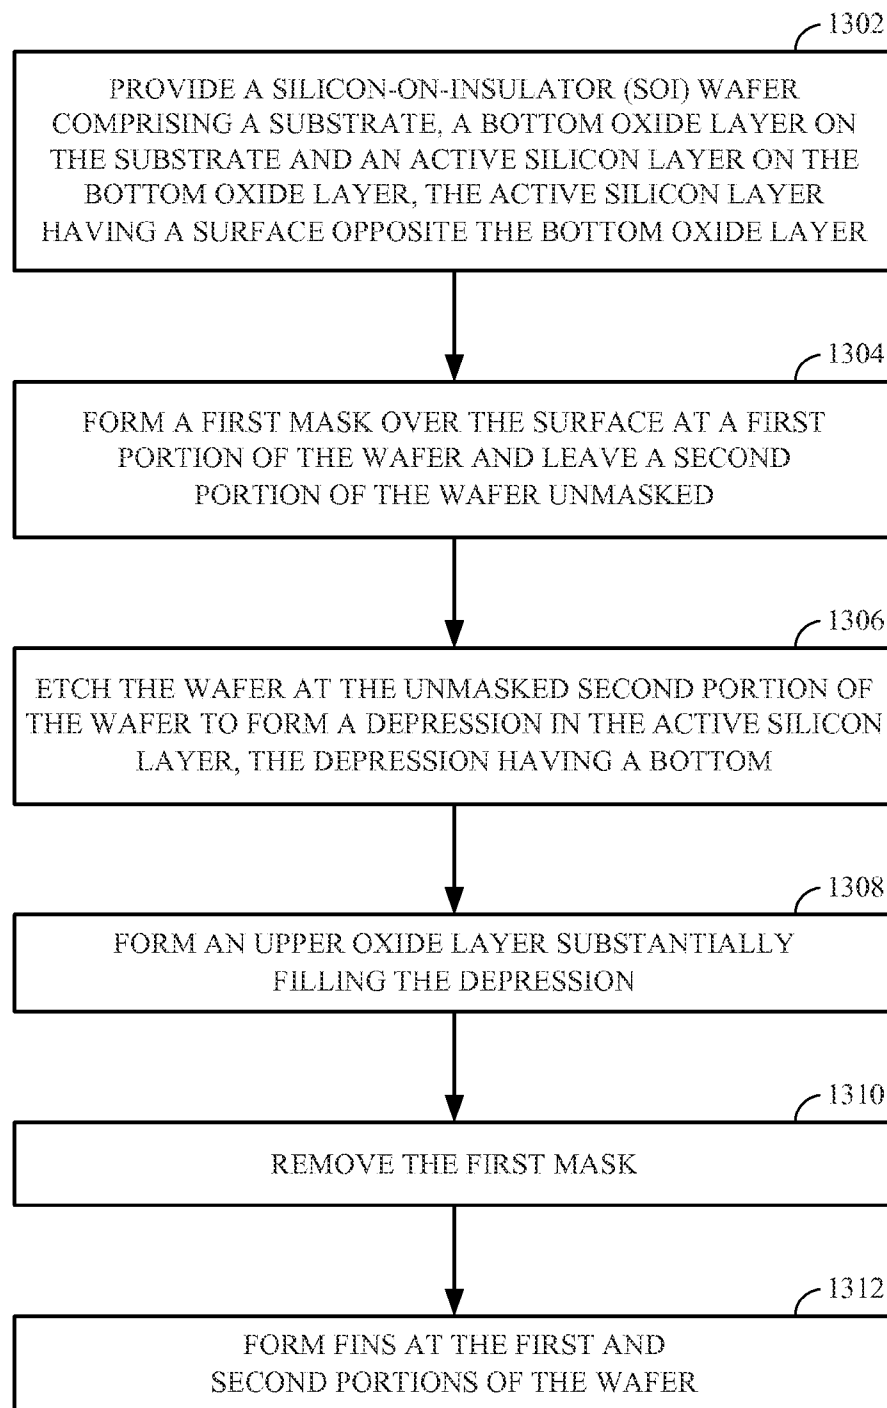 1302
PROVIDE A SILICON-ON-INSULATOR (SOI) WAFER
COMPRISING A SUBSTRATE, A BOTTOM OXIDE LAYER ON
THE SUBSTRATE AND AN ACTIVE SILICON LAYER ON THE
BOTTOM OXIDE LAYER, THE ACTIVE SILICON LAYER
HAVING A SURFACE OPPOSITE THE BOTTOM OXIDE LAYER
1304
FORM A FIRST MASK OVER THE SURFACE AT A FIRST
PORTION OF THE WAFER AND LEAVE A SECOND
PORTION OF THE WAFER UNMASKED
1306
ETCH THE WAFER AT THE UNMASKED SECOND PORTION OF
THE WAFER TO FORM A DEPRESSION IN THE ACTIVE SILICON
LAYER, THE DEPRESSION HAVING A BOTTOM
1308
FORM AN UPPER OXIDE LAYER SUBSTANTIALLY
FILLING THE DEPRESSION
1310
REMOVE THE FIRST MASK
1312
FORM FINS AT THE FIRST AND
SECOND PORTIONS OF THE WAFER